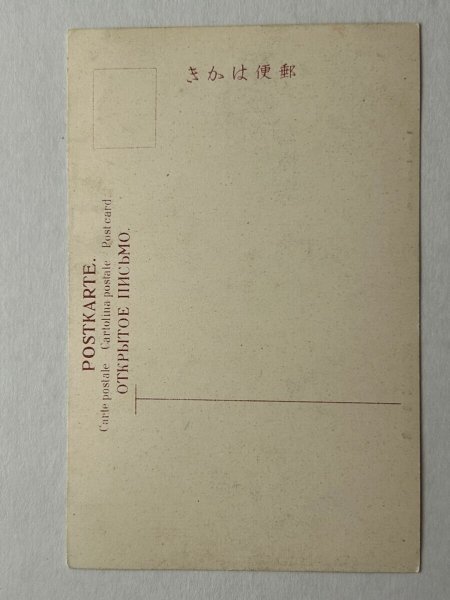 郵便はかき
POSTKARTE.
Carte postale Cartolina postale Post card
ОТКРЫТОЕ ПИСЬМО.